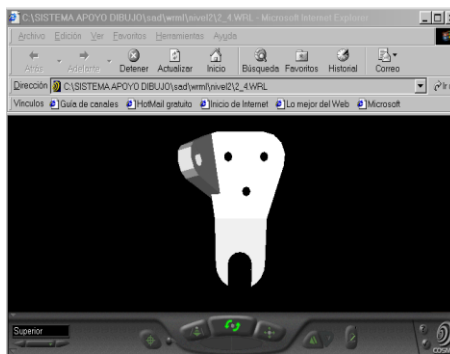 C:\SISTEMA APOYO DIBUJO\sad\wrml\nivel2\2_4.WRL - Microsoft Internet Explorer
Archivo Edición Ver Favoritos Herramientas Ayuda
Atrás Adelante Detener Actualizar Inicio Búsqueda Favoritos Historial Correo
Dirección C:\SISTEMA APOYO DIBUJO\sad\wrml\nivel2\2_4.WRL Ir
Vínculos Guía de canales HotMail gratuito Inicio de Internet Lo mejor del Web Microsoft
Superior